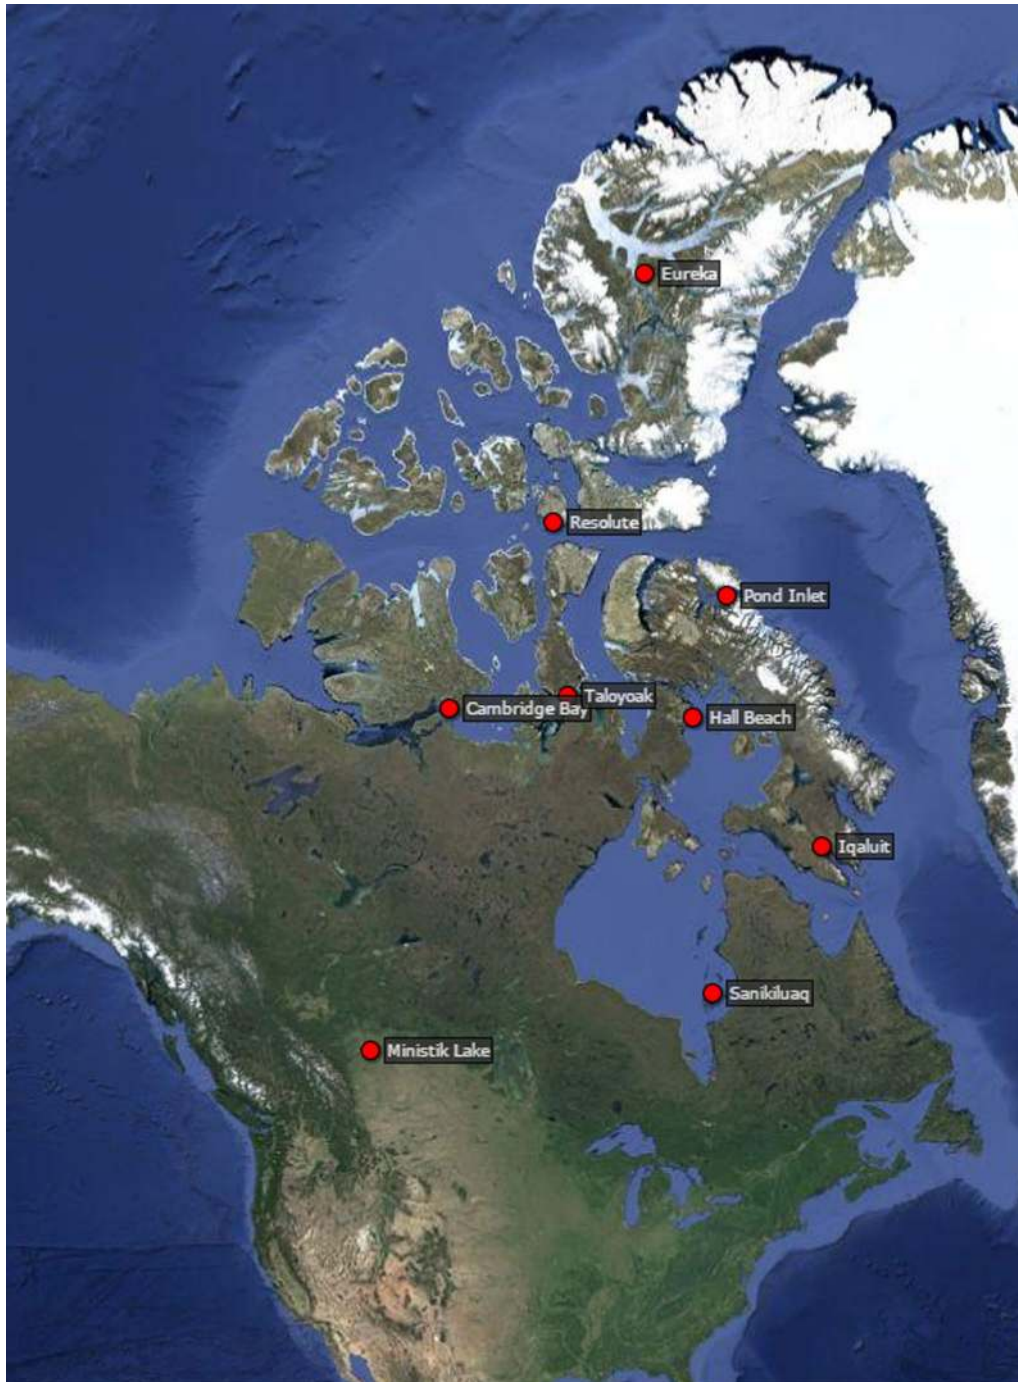 Eureka
Resolute
Pond Inlet
Taloyoak
Cambridge Bay
Hall Beach
Iqaluit
Sanikiluaq
Ministik Lake